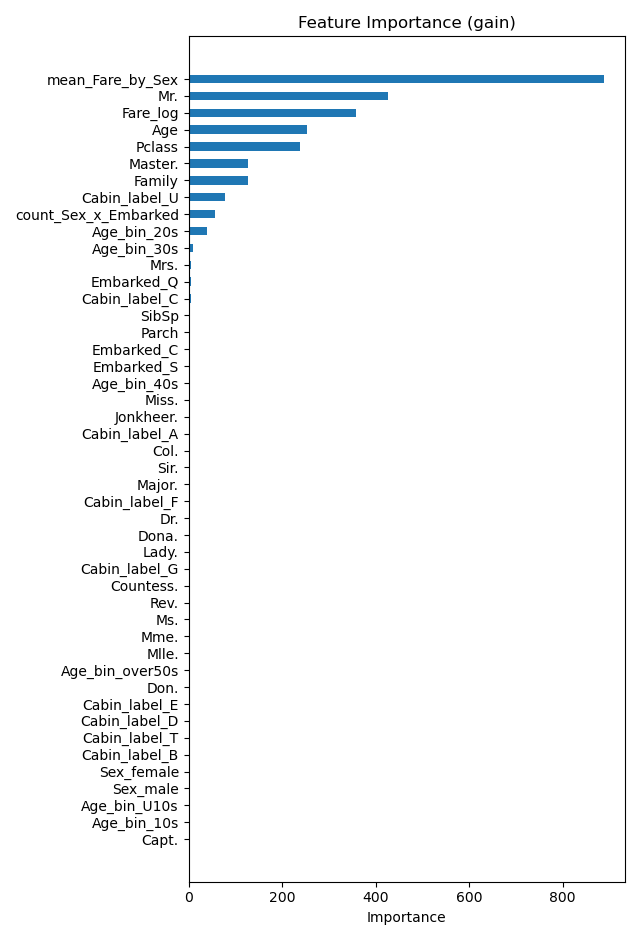 Feature Importance (gain)
mean_Fare_by_Sex
Mr.
Fare_log
Age
Pclass
Master.
Family
Cabin_label_U
count_Sex_x_Embarked
Age_bin_20s
Age_bin_30s
Mrs.
Embarked_Q
Cabin_label_C
SibSp
Parch
Embarked_C
Embarked_S
Age_bin_40s
Miss.
Jonkheer.
Cabin_label_A
Col.
Sir.
Major.
Cabin_label_F
Dr.
Dona.
Lady.
Cabin_label_G
Countess.
Rev.
Ms.
Mme.
Mlle.
Age_bin_over50s
Don.
Cabin_label_E
Cabin_label_D
Cabin_label_T
Cabin_label_B
Sex_female
Sex_male
Age_bin_U10s
Age_bin_10s
Capt.
0 200 400 600 800
Importance